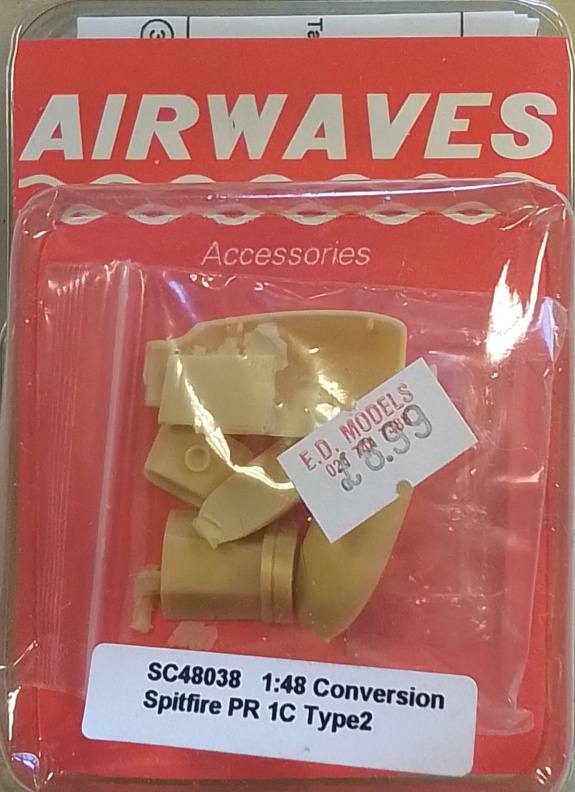 AIRWAVES
Accessories
E.D. MODELS
£8.99
SC48038 1:48 Conversion
Spitfire PR 1C Type2